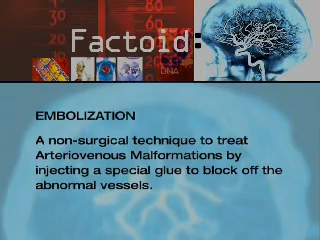 Factoid:
DNA
EMBOLIZATION
A non-surgical technique to treat
Arteriovenous Malformations by
injecting a special glue to block off the
abnormal vessels.